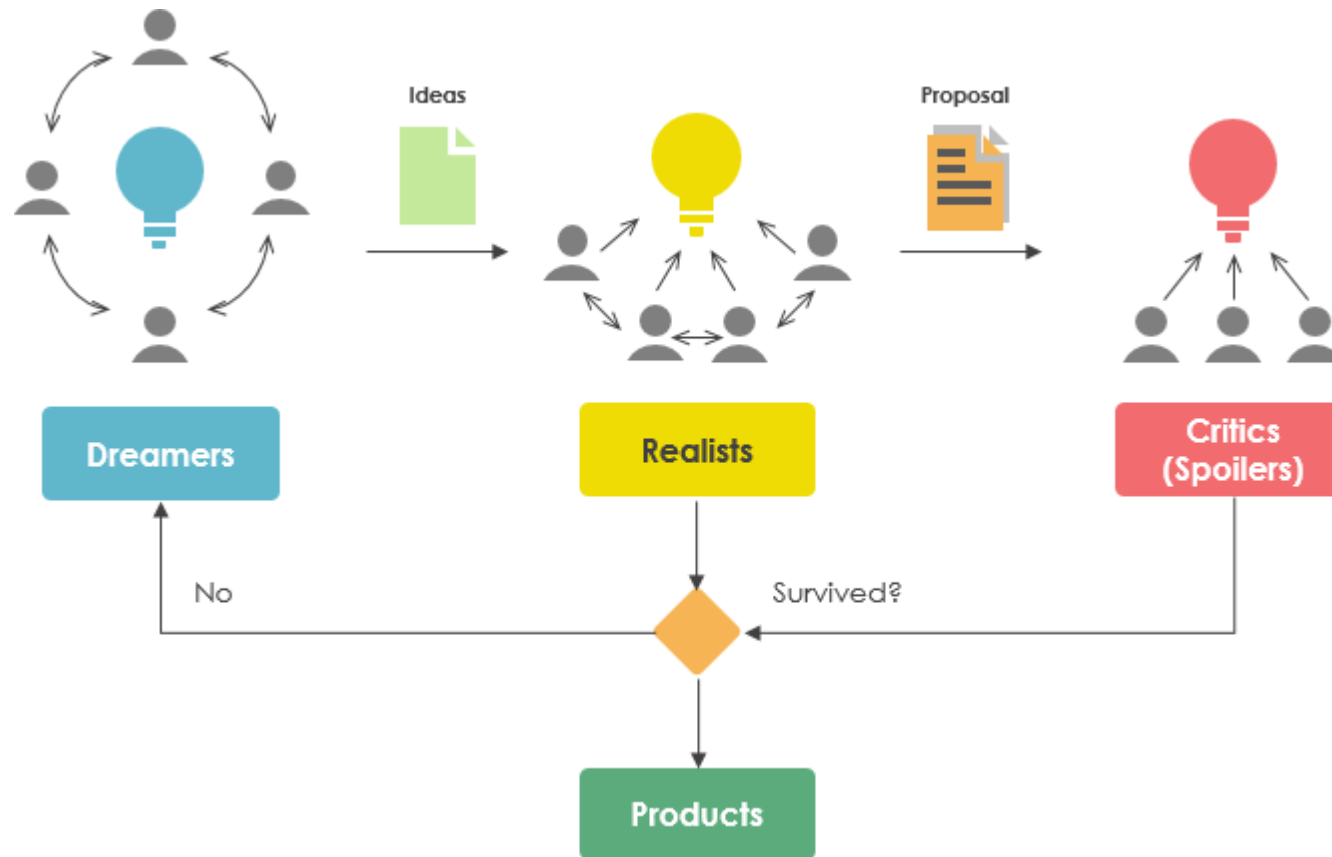 Ideas
Proposal
Dreamers
Realists
Critics
(Spoilers)
No
Survived?
Products